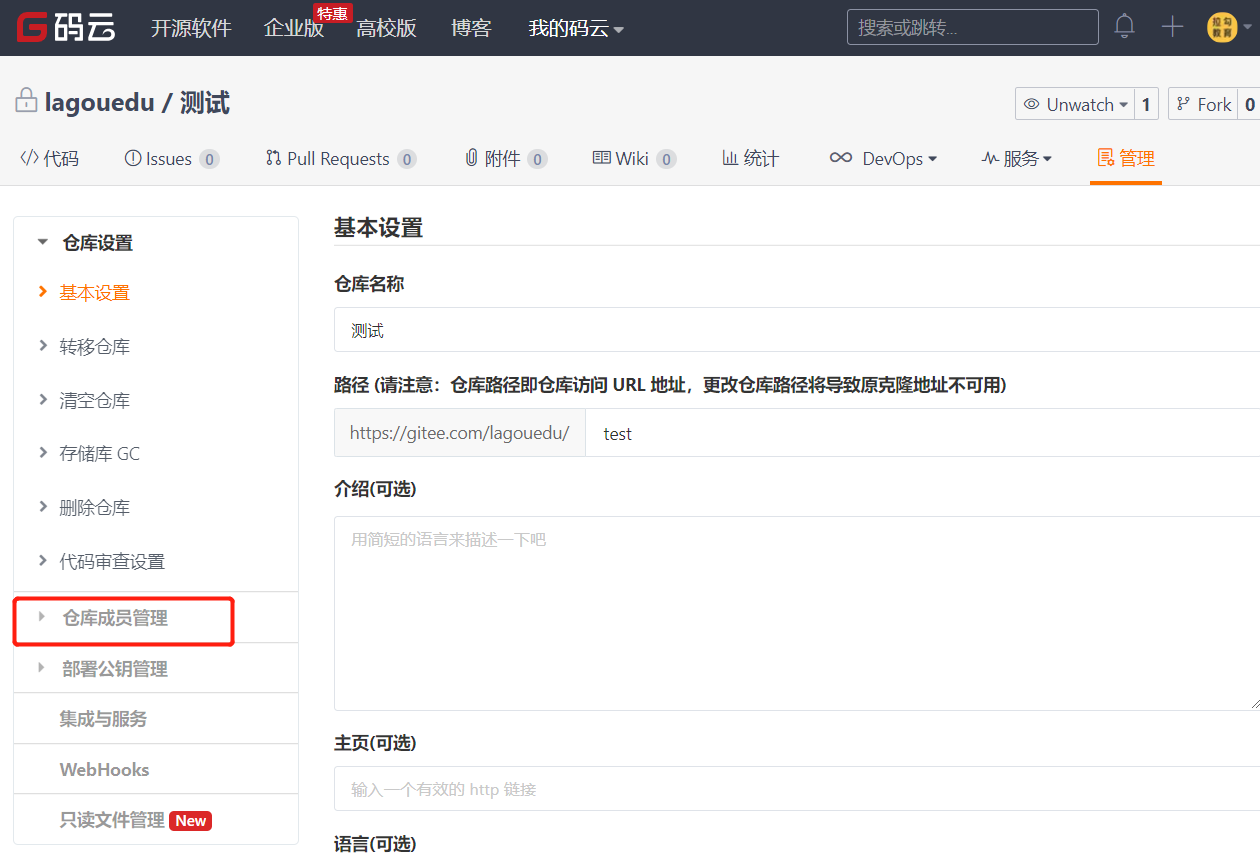 码云 开源软件 企业版 特惠 高校版 博客 我的码云 搜索或跳转... 拉勾教育
lagouedu / 测试 Unwatch 1 Fork 0
代码 Issues 0 Pull Requests 0 附件 0 Wiki 0 统计 DevOps 服务 管理
仓库设置
基本设置
转移仓库
清空仓库
存储库 GC
删除仓库
代码审查设置
仓库成员管理
部署公钥管理
集成与服务
WebHooks
只读文件管理 New
基本设置
仓库名称
测试
路径 (请注意：仓库路径即仓库访问 URL 地址，更改仓库路径将导致原克隆地址不可用)
https://gitee.com/lagouedu/ test
介绍(可选)
用简短的语言来描述一下吧
主页(可选)
输入一个有效的 http 链接
语言(可选)